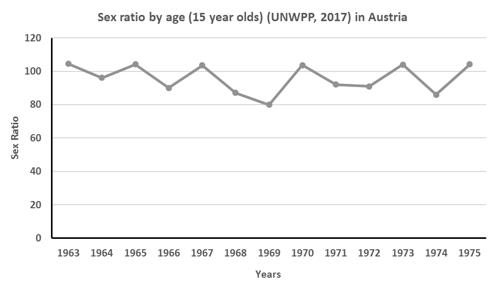 Sex ratio by age (15 year olds) (UNWPP, 2017) in Austria
120
100
80
60
40
20
0
Sex Ratio
1963 1964 1965 1966 1967 1968 1969 1970 1971 1972 1973 1974 1975
Years